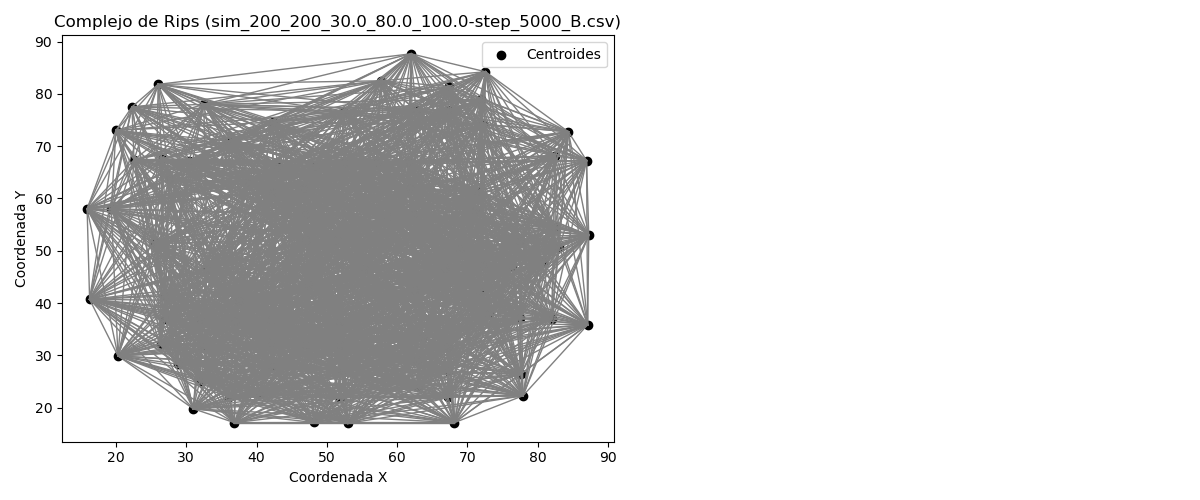 Complejo de Rips (sim_200_200_30.0_80.0_100.0-step_5000_B.csv)
Centroides
90
80
70
60
50
40
30
20
Coordenada Y
20 30 40 50 60 70 80 90
Coordenada X